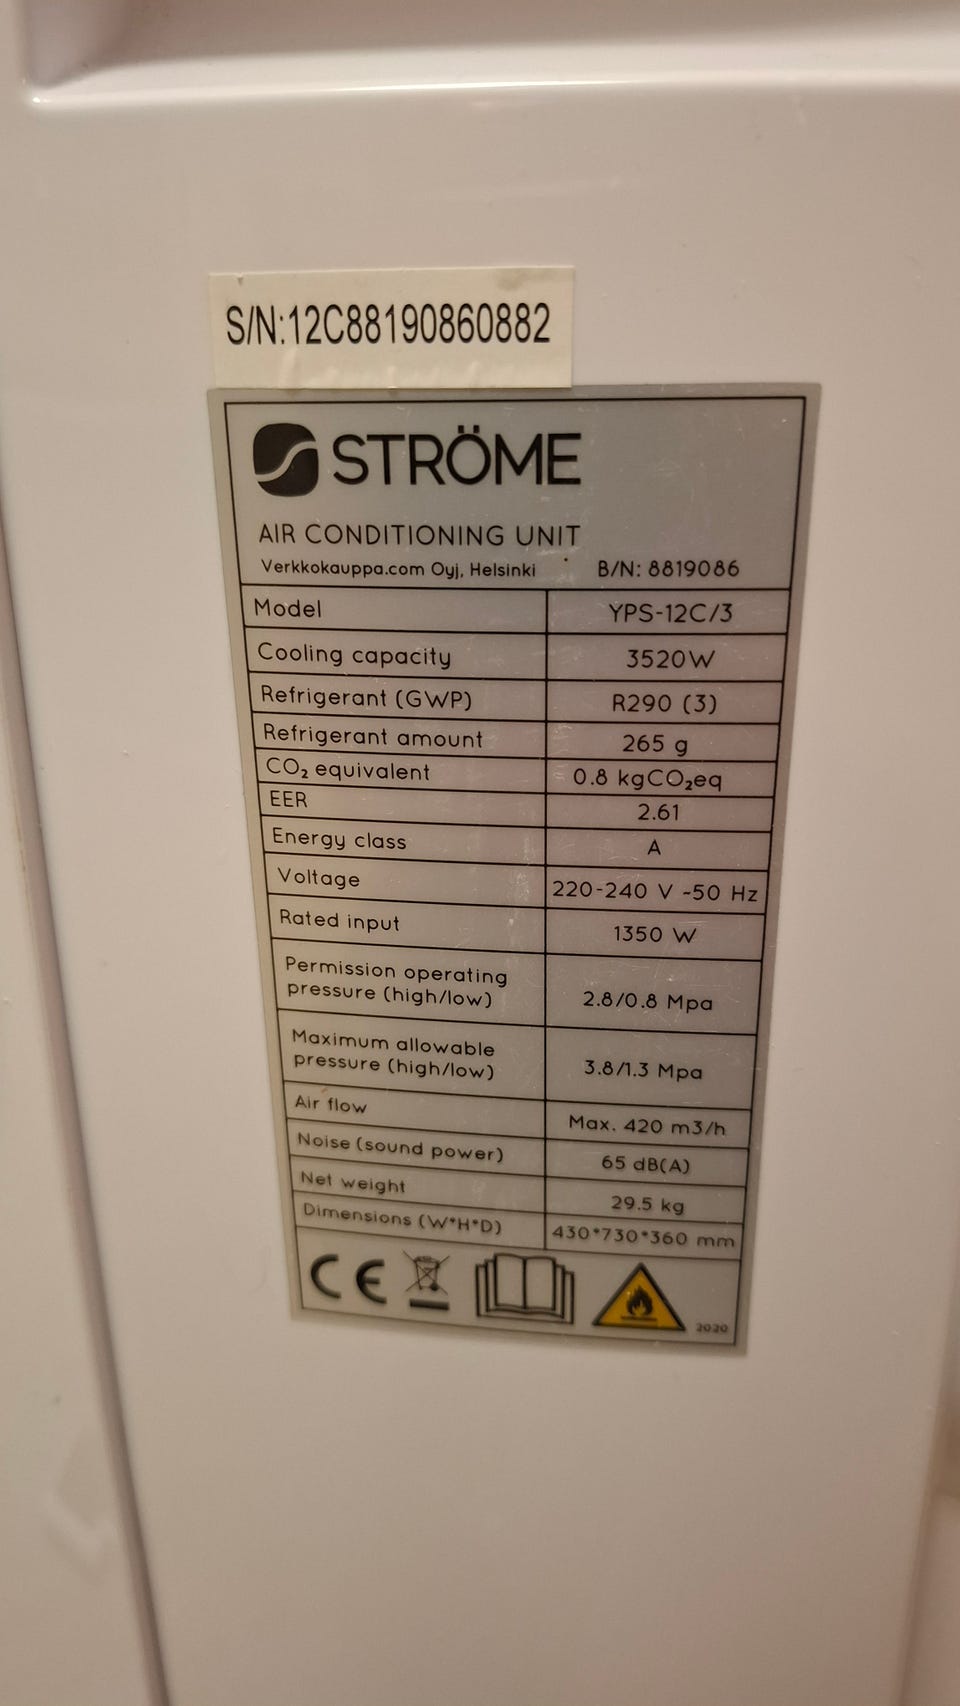 S/N:12C88190860882
STRÖME
AIR CONDITIONING UNIT
Verkkokauppa.com Oyj, Helsinki B/N: 8819086
Model YPS-12C/3
Cooling capacity 3520W
Refrigerant (GWP) R290 (3)
Refrigerant amount 265 g
CO₂ equivalent 0.8 kgCO₂eq
EER 2.61
Energy class A
Voltage 220-240 V ~50 Hz
Rated input 1350 W
Permission operating
pressure (high/low) 2.8/0.8 Mpa
Maximum allowable
pressure (high/low) 3.8/1.3 Mpa
Air flow Max. 420 m3/h
Noise (sound power) 65 dB(A)
Net weight 29.5 kg
Dimensions (W*H*D) 430*730*360 mm
CE
2020